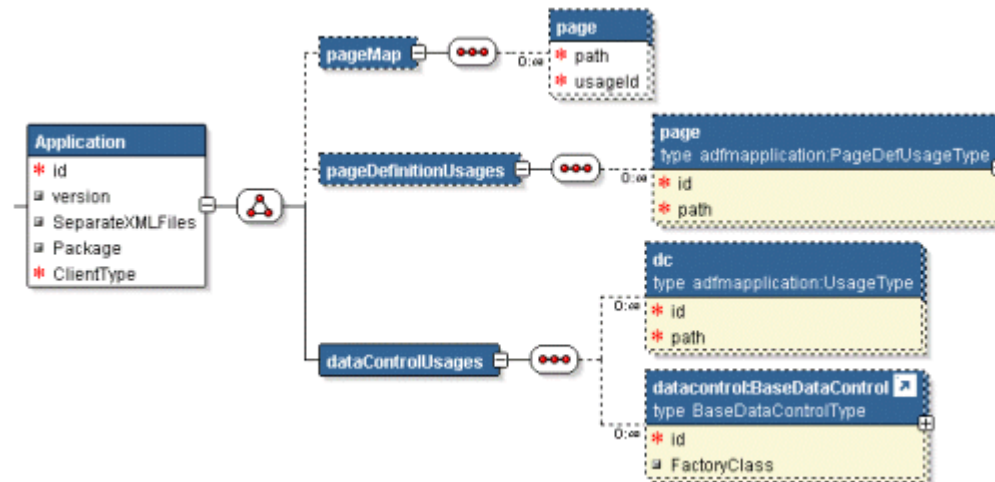 Application
* id
version
SeparateXMLFiles
Package
* ClientType
pageMap
0:∞
page
* path
* usageId
pageDefinitionUsages
0:∞
page
type adfmapplication:PageDefUsageType
* id
* path
dataControlUsages
0:∞
dc
type adfmapplication:UsageType
* id
* path
0:∞
datacontrol:BaseDataControl
type BaseDataControlType
* id
FactoryClass